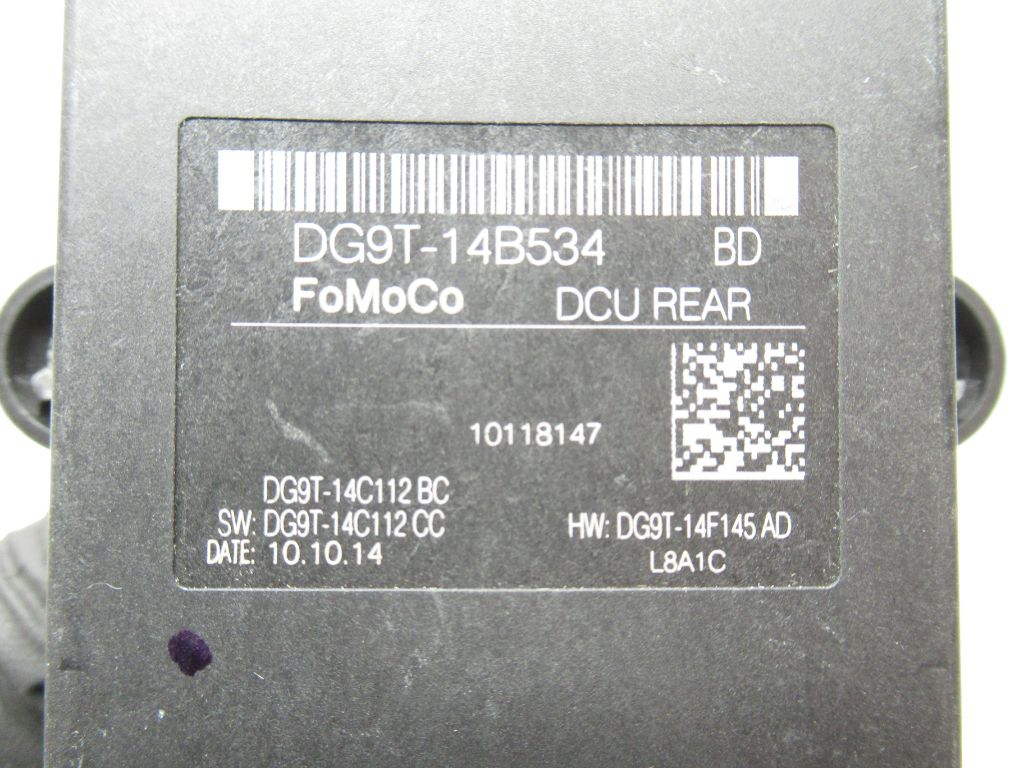 DG9T-14B534 BD
FoMoCo DCU REAR
10118147
DG9T-14C112 BC
SW: DG9T-14C112 CC HW: DG9T-14F145 AD
DATE: 10.10.14 L8A1C